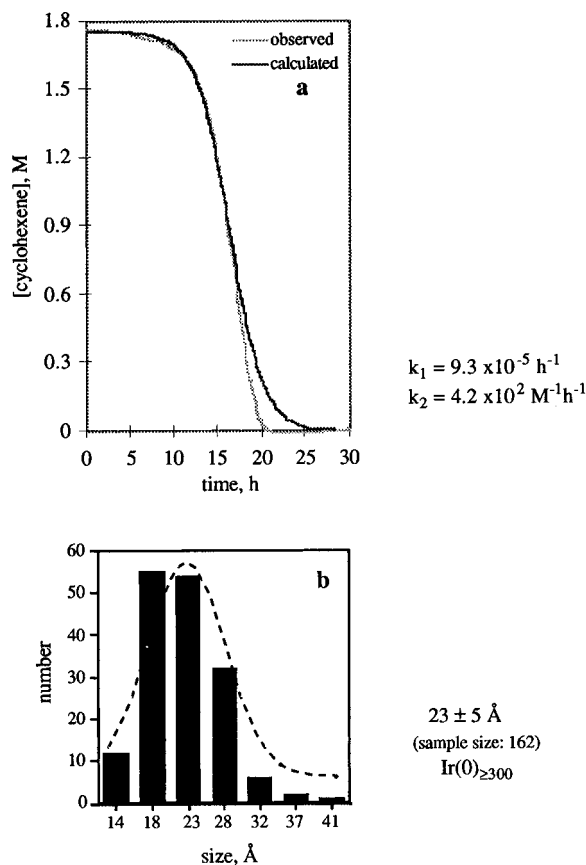 1.8
1.5
1.2
0.9
0.6
0.3
0
[cyclohexene], M
observed
calculated
a
0 5 10 15 20 25 30
time, h
k₁ = 9.3 x10⁻⁵ h⁻¹
k₂ = 4.2 x10² M⁻¹h⁻¹
60
50
40
30
20
10
0
number
b
14 18 23 28 32 37 41
size, Å
23 ± 5 Å
(sample size: 162)
Ir(0)≥300